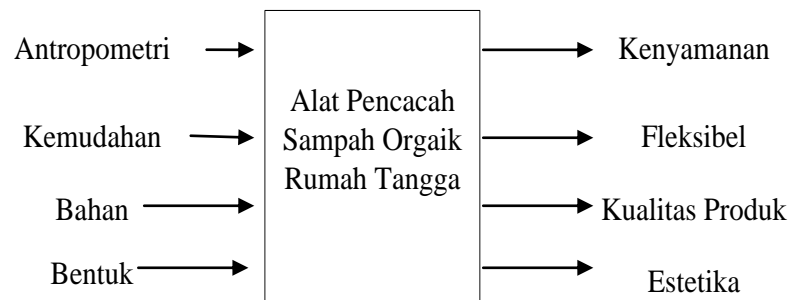 Antropometri
Kenyamanan
Alat Pencacah
Kemudahan
Sampah Orgaik
Fleksibel
Rumah Tangga
Bahan
Kualitas Produk
Bentuk
Estetika